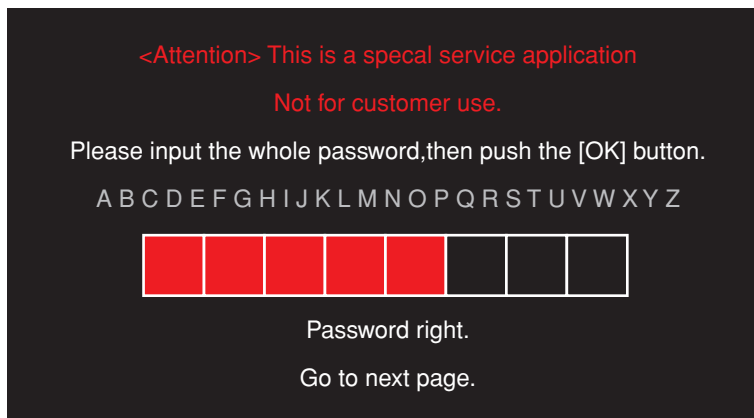 <Attention> This is a specal service application
Not for customer use.
Please input the whole password,then push the [OK] button.
A B C D E F G H I J K L M N O P Q R S T U V W X Y Z
Password right.
Go to next page.